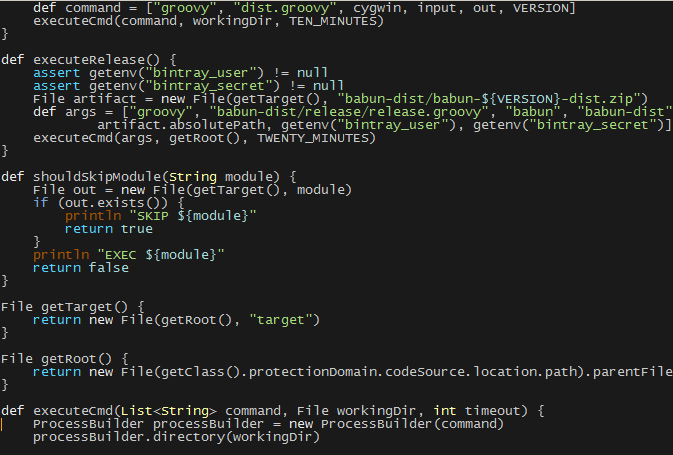 def command = ["groovy", "dist.groovy", cygwin, input, out, VERSION]
    executeCmd(command, workingDir, TEN_MINUTES)
}

def executeRelease() {
    assert getenv("bintray_user") != null
    assert getenv("bintray_secret") != null
    File artifact = new File(getTarget(), "babun-dist/babun-${VERSION}-dist.zip")
    def args = ["groovy", "babun-dist/release/release.groovy", "babun", "babun-dist"
            artifact.absolutePath, getenv("bintray_user"), getenv("bintray_secret")]
    executeCmd(args, getRoot(), TWENTY_MINUTES)
}

def shouldSkipModule(String module) {
    File out = new File(getTarget(), module)
    if (out.exists()) {
        println "SKIP ${module}"
        return true
    }
    println "EXEC ${module}"
    return false
}

File getTarget() {
    return new File(getRoot(), "target")
}

File getRoot() {
    return new File(getClass().protectionDomain.codeSource.location.path).parentFile
}

def executeCmd(List<String> command, File workingDir, int timeout) {
    ProcessBuilder processBuilder = new ProcessBuilder(command)
    processBuilder.directory(workingDir)